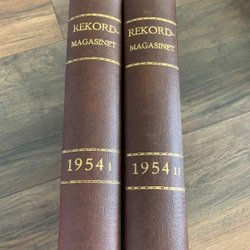 REKORD-
MAGASINET
1954 I
REKORD-
MAGASINET
1954 II